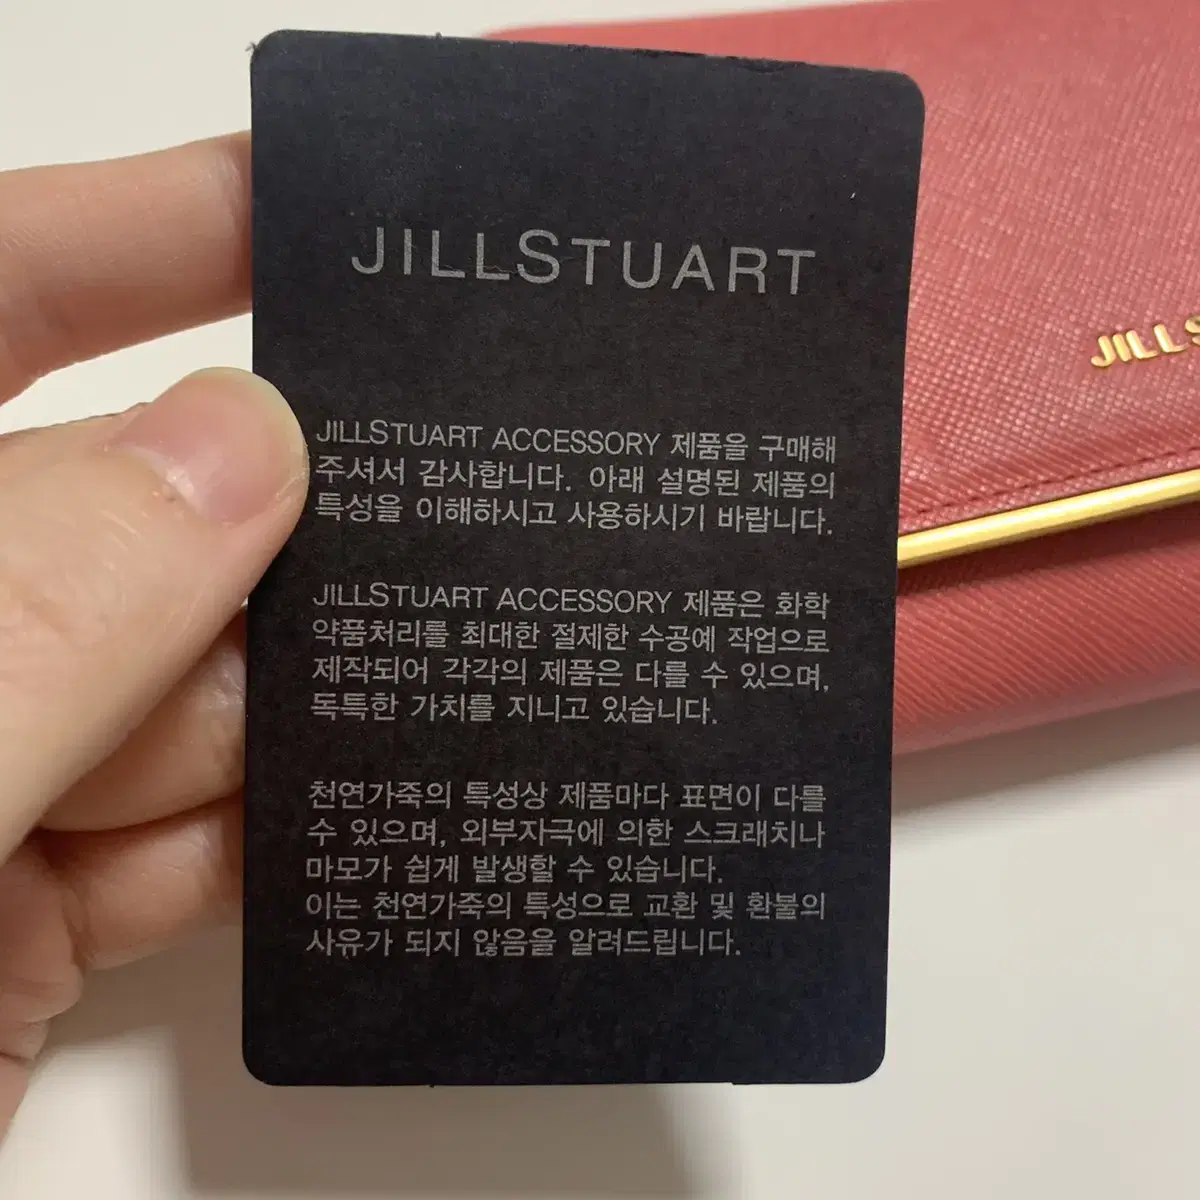 JILLSTUART
JILLS
JILLSTUART ACCESSORY 제품을 구매해
주셔서 감사합니다. 아래 설명된 제품의
특성을 이해하시고 사용하시기 바랍니다.
JILLSTUART ACCESSORY 제품은 화학
약품처리를 최대한 절제한 수공예 작업으로
제작되어 각각의 제품은 다를 수 있으며,
독특한 가치를 지니고 있습니다.
천연가죽의 특성상 제품마다 표면이 다를
수 있으며, 외부자극에 의한 스크래치나
마모가 쉽게 발생할 수 있습니다.
이는 천연가죽의 특성으로 교환 및 환불의
사유가 되지 않음을 알려드립니다.